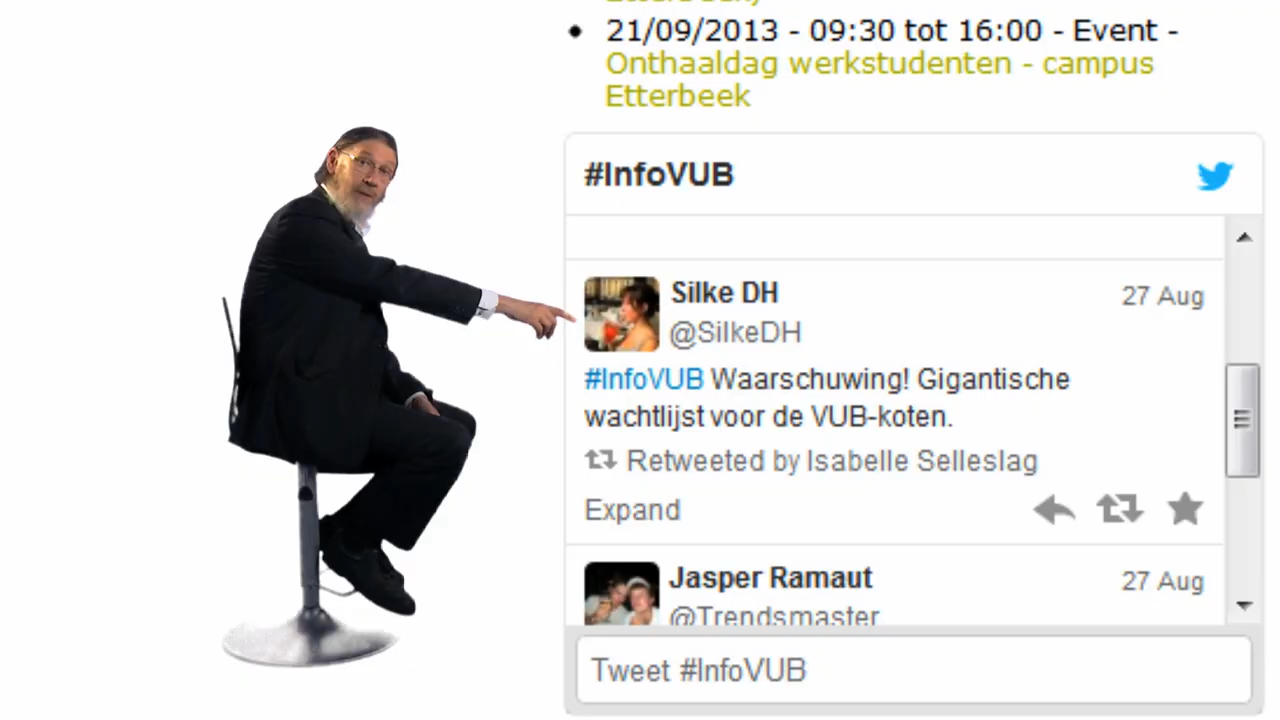 21/09/2013 - 09:30 tot 16:00 - Event -
Onthaaldag werkstudenten - campus
Etterbeek
#InfoVUB
Silke DH
27 Aug
@SilkeDH
#InfoVUB Waarschuwing! Gigantische
wachtlijst voor de VUB-koten.
Retweeted by Isabelle Selleslag
Expand
Jasper Ramaut
27 Aug
@Trendsmaster
Tweet #InfoVUB